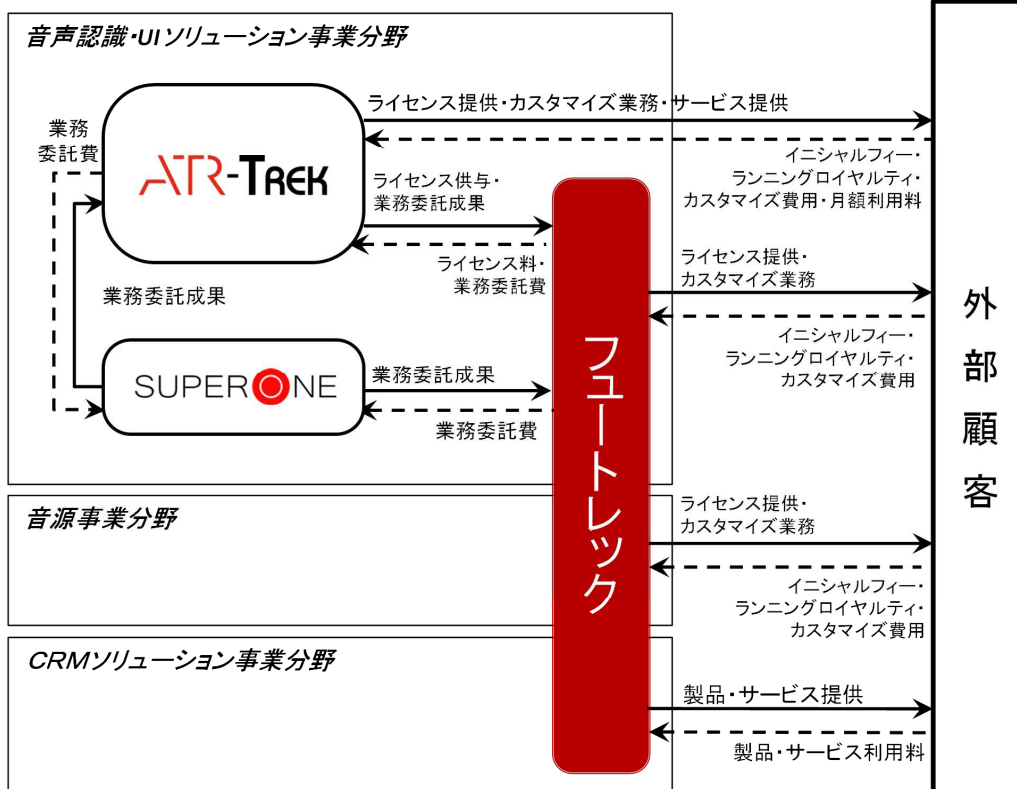 音声認識・UIソリューション事業分野
ライセンス提供・カスタマイズ業務・サービス提供
業務
委託費
ATR-TREK
イニシャルフィー・
ランニングロイヤルティ・
カスタマイズ費用・月額利用料
ライセンス供与・
業務委託成果
ライセンス料・
業務委託費
ライセンス提供・
カスタマイズ業務
業務委託成果
イニシャルフィー・
ランニングロイヤルティ・
カスタマイズ費用
SUPERONE
業務委託成果
業務委託費
フュートレック
外部顧客
音源事業分野
ライセンス提供・
カスタマイズ業務
イニシャルフィー・
ランニングロイヤルティ・
カスタマイズ費用
CRMソリューション事業分野
製品・サービス提供
製品・サービス利用料